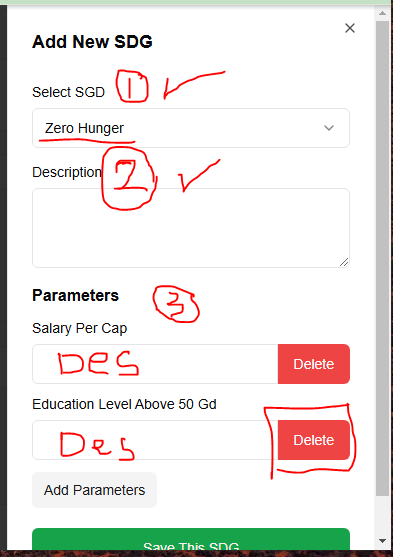 Add New SDG
Select SGD 1
Zero Hunger
Description 2
Parameters 3
Salary Per Cap
Des Delete
Education Level Above 50 Gd
Des Delete
Add Parameters
Save This SDG